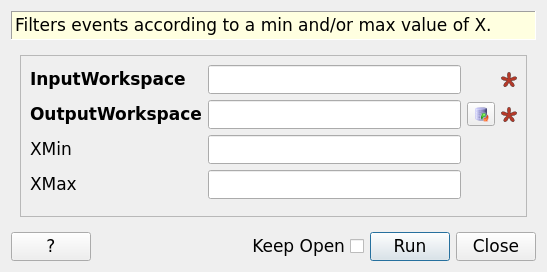 Filters events according to a min and/or max value of X.
InputWorkspace
OutputWorkspace
XMin
XMax
? Keep Open Run Close